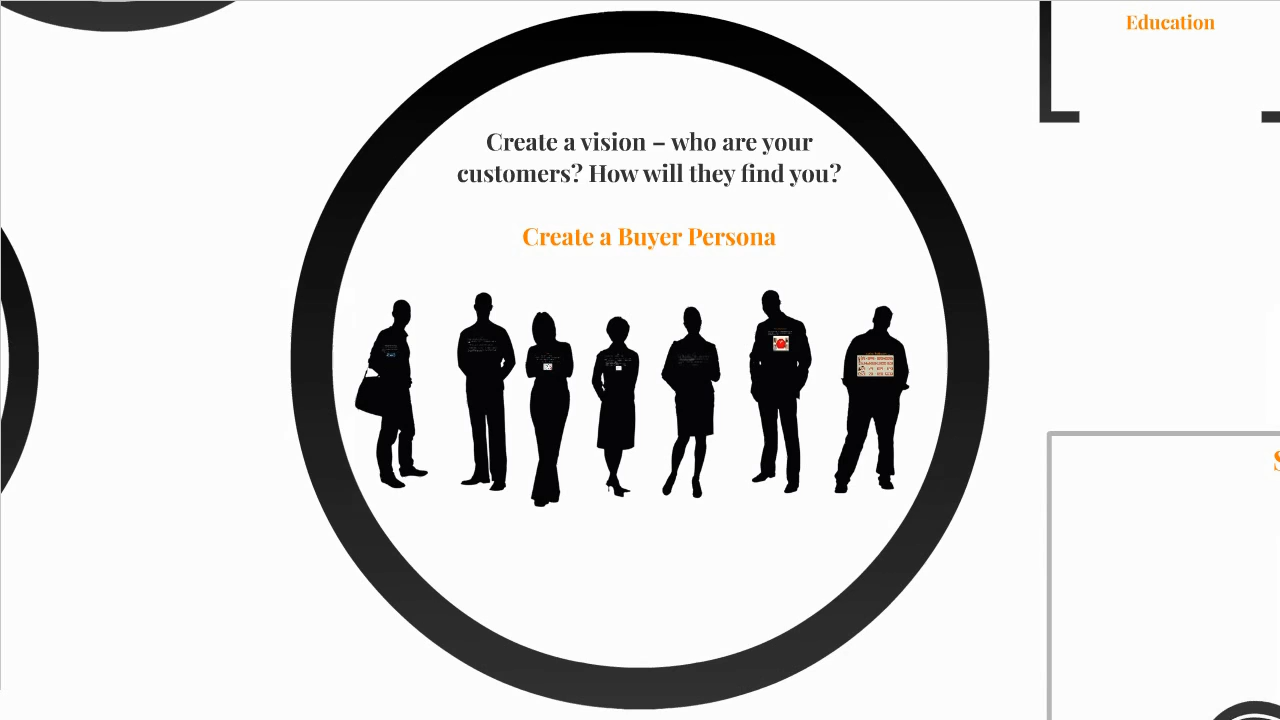 Education
Create a vision – who are your
customers? How will they find you?
Create a Buyer Persona